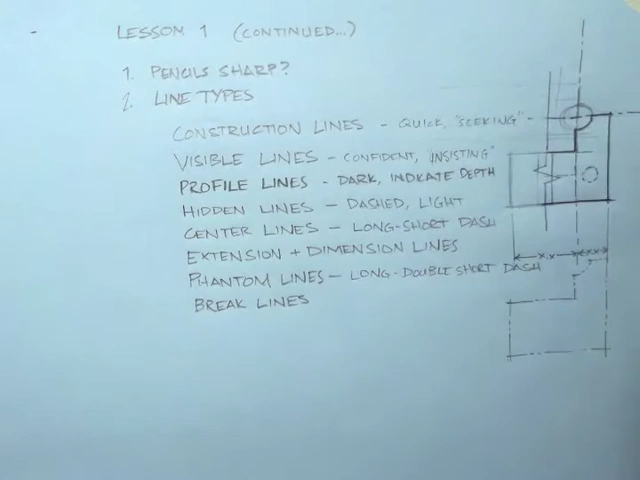 LESSON 1 (CONTINUED...)
1. PENCILS SHARP?
2. LINE TYPES
CONSTRUCTION LINES - QUICK, "SEEKING"
VISIBLE LINES - CONFIDENT, "INSISTING"
PROFILE LINES - DARK, INDICATE DEPTH
HIDDEN LINES - DASHED, LIGHT
CENTER LINES - LONG-SHORT DASH
EXTENSION + DIMENSION LINES
PHANTOM LINES - LONG-DOUBLE SHORT DASH
BREAK LINES